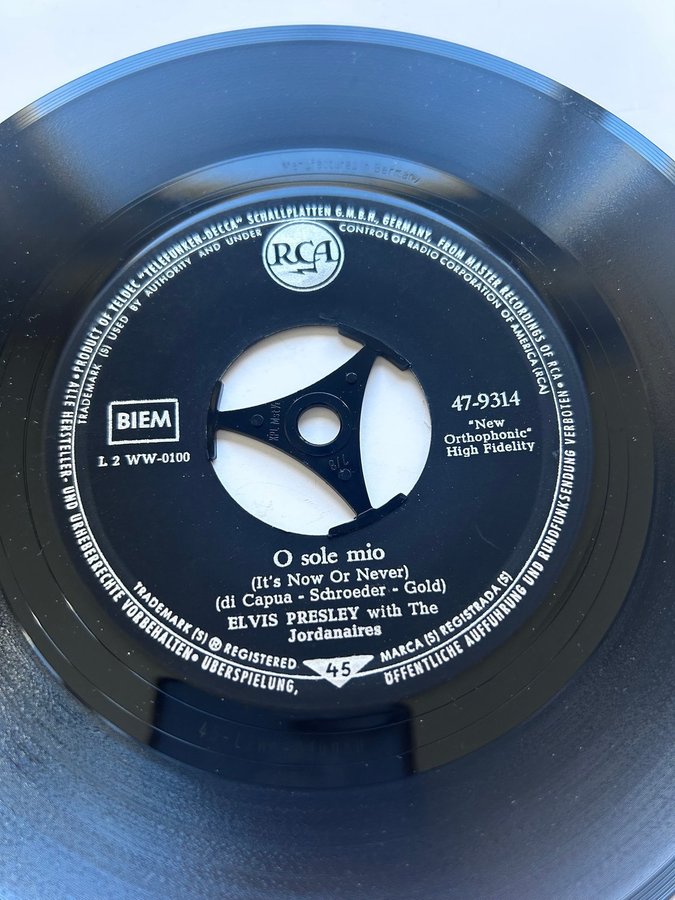 Manufactured in Germany
• PRODUCT OF TELDEC "TELEFUNKEN-DECCA" SCHALLPLATTEN G.M.B.H., GERMANY, FROM MASTER RECORDINGS OF RCA •
TRADEMARK (S) USED BY AUTHORITY AND UNDER CONTROL OF RADIO CORPORATION OF AMERICA (RCA)
RCA
BIEM
L 2 WW-0100
47-9314
"New
Orthophonic"
High Fidelity
O sole mio
(It's Now Or Never)
(di Capua - Schroeder - Gold)
ELVIS PRESLEY with The
Jordanaires
TRADEMARK (S) ® REGISTERED
45
MARCA (S) REGISTRADA (S)
ALLE HERSTELLER- UND URHEBERRECHTE VORBEHALTEN • ÜBERSPIELUNG,
ÖFFENTLICHE AUFFÜHRUNG UND RUNDFUNKSENDUNG VERBOTEN